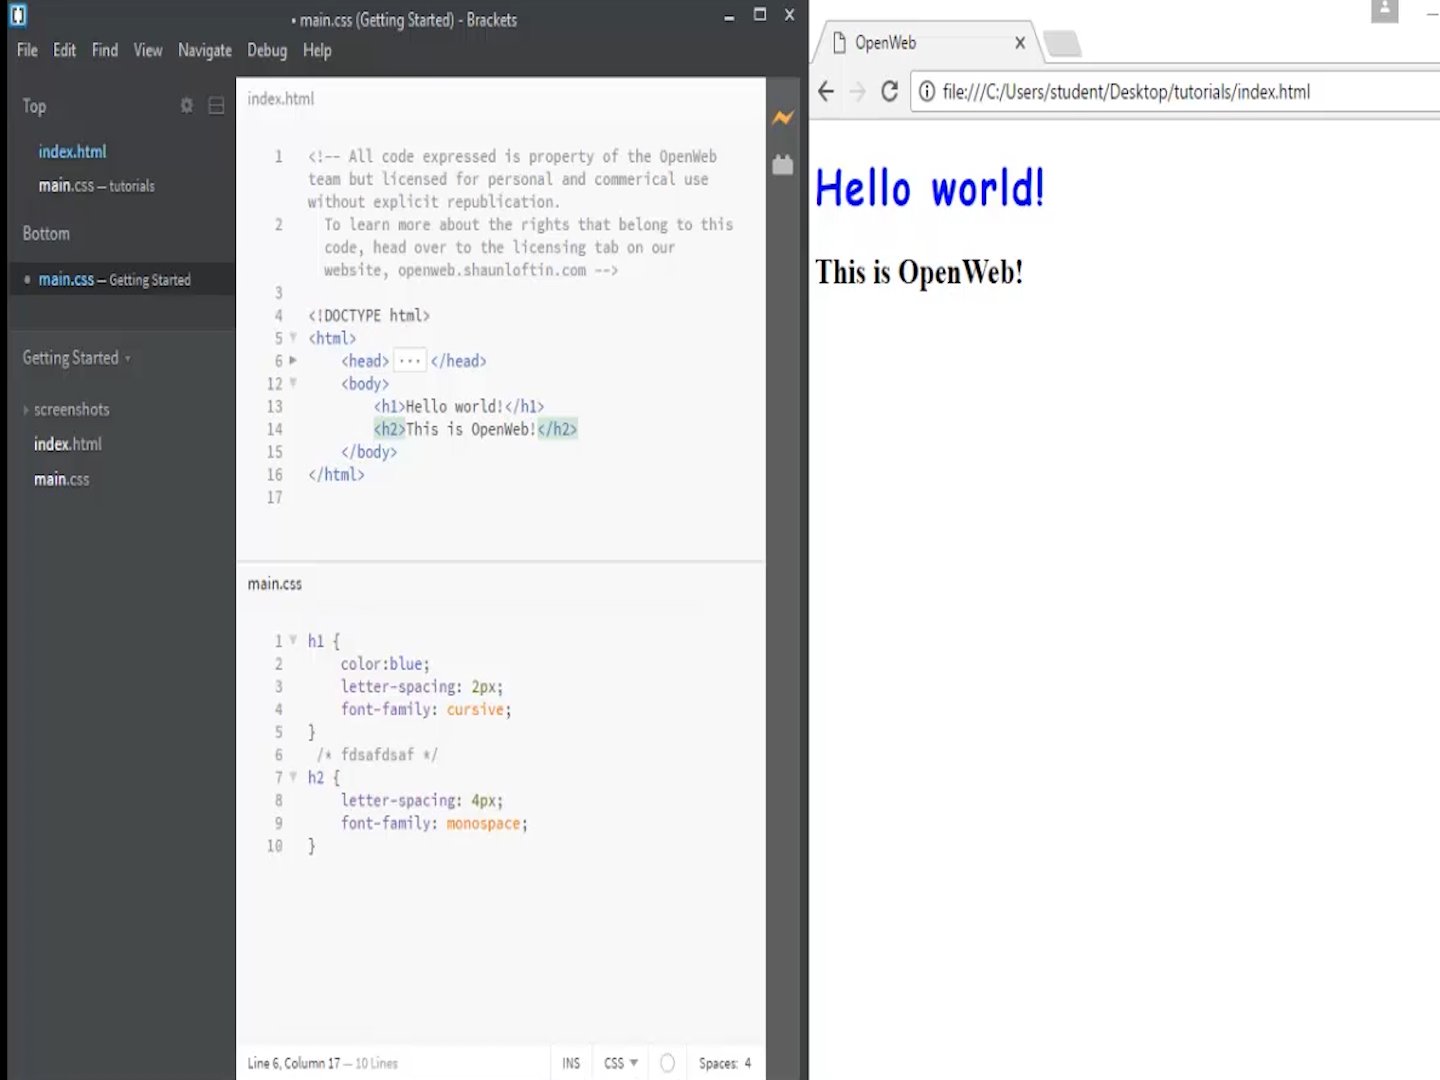 • main.css (Getting Started) - Brackets
File Edit Find View Navigate Debug Help
Top
index.html
main.css — tutorials
Bottom
• main.css — Getting Started
Getting Started
screenshots
index.html
main.css
index.html
1 <!-- All code expressed is property of the OpenWeb
team but licensed for personal and commerical use
without explicit republication.
2 To learn more about the rights that belong to this
code, head over to the licensing tab on our
website, openweb.shaunloftin.com -->
3
4 <!DOCTYPE html>
5 <html>
6 <head> ... </head>
12 <body>
13 <h1>Hello world!</h1>
14 <h2>This is OpenWeb!</h2>
15 </body>
16 </html>
17
main.css
1 h1 {
2 color:blue;
3 letter-spacing: 2px;
4 font-family: cursive;
5 }
6 /* fdsafdsaf */
7 h2 {
8 letter-spacing: 4px;
9 font-family: monospace;
10 }
Line 6, Column 17 — 10 Lines INS CSS Spaces: 4
OpenWeb
file:///C:/Users/student/Desktop/tutorials/index.html
Hello world!
This is OpenWeb!